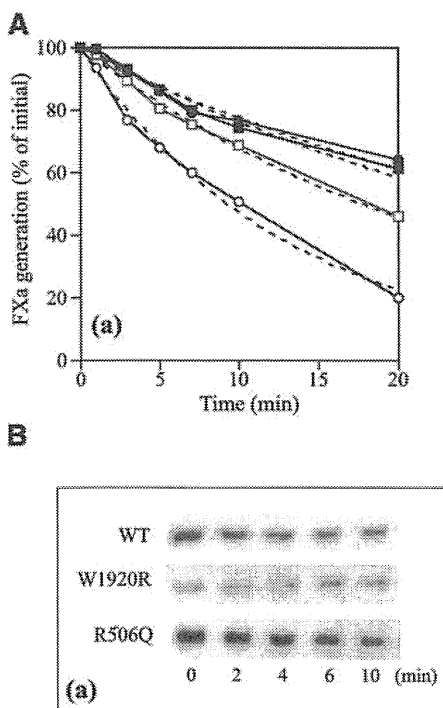 A
FXa generation (% of initial)
100
80
60
40
20
0
(a)
0 5 10 15 20
Time (min)
B
WT
W1920R
R506Q
(a)
0 2 4 6 10 (min)